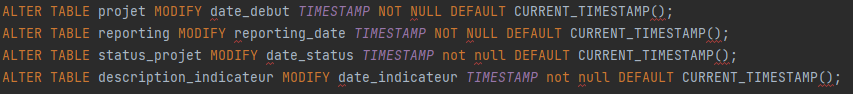 ALTER TABLE projet MODIFY date_debut TIMESTAMP NOT NULL DEFAULT CURRENT_TIMESTAMP();
ALTER TABLE reporting MODIFY reporting_date TIMESTAMP NOT NULL DEFAULT CURRENT_TIMESTAMP();
ALTER TABLE status_projet MODIFY date_status TIMESTAMP not null DEFAULT CURRENT_TIMESTAMP();
ALTER TABLE description_indicateur MODIFY date_indicateur TIMESTAMP not null DEFAULT CURRENT_TIMESTAMP();